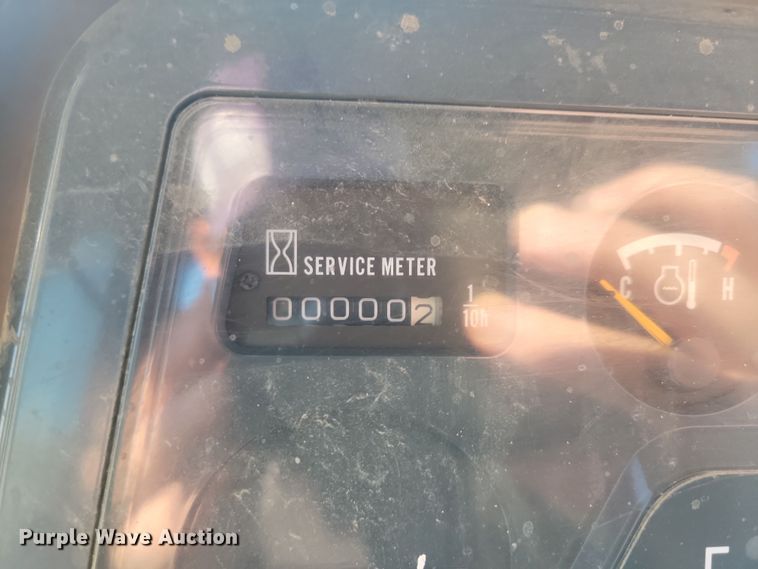 SERVICE METER
000002
1
10h
C H
F
Purple Wave Auction®